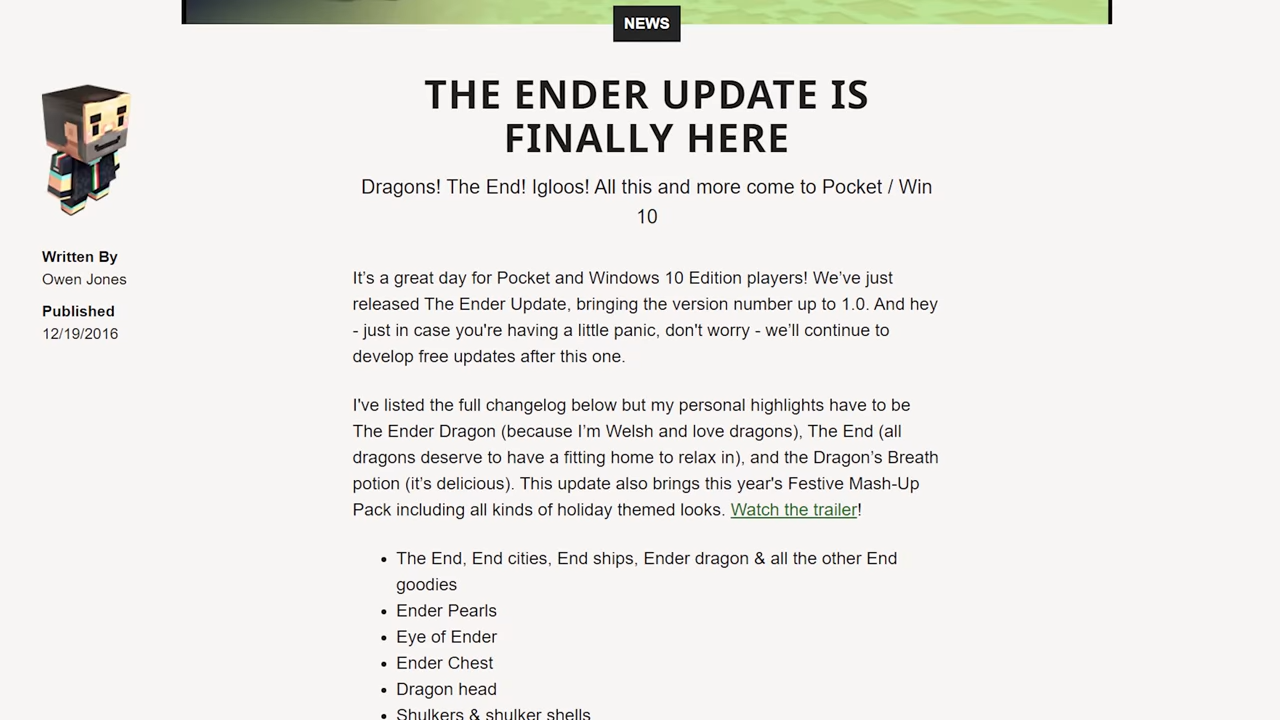 NEWS
THE ENDER UPDATE IS
FINALLY HERE
Dragons! The End! Igloos! All this and more come to Pocket / Win
10
Written By
Owen Jones
Published
12/19/2016
It’s a great day for Pocket and Windows 10 Edition players! We’ve just
released The Ender Update, bringing the version number up to 1.0. And hey
- just in case you're having a little panic, don't worry - we’ll continue to
develop free updates after this one.
I've listed the full changelog below but my personal highlights have to be
The Ender Dragon (because I’m Welsh and love dragons), The End (all
dragons deserve to have a fitting home to relax in), and the Dragon’s Breath
potion (it’s delicious). This update also brings this year's Festive Mash-Up
Pack including all kinds of holiday themed looks. Watch the trailer!
• The End, End cities, End ships, Ender dragon & all the other End
goodies
• Ender Pearls
• Eye of Ender
• Ender Chest
• Dragon head
• Shulkers & shulker shells